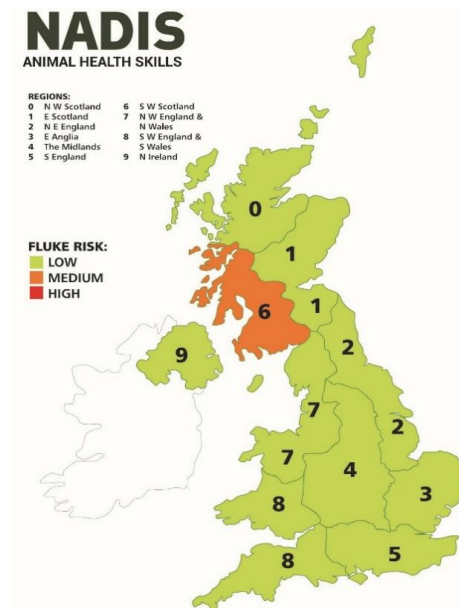 NADIS
ANIMAL HEALTH SKILLS
REGIONS:
0 N W Scotland
1 E Scotland
2 N E England
3 E Anglia
4 The Midlands
5 S England
6 S W Scotland
7 N W England &
N Wales
8 S W England &
S Wales
9 N Ireland
FLUKE RISK:
LOW
MEDIUM
HIGH
0
1
6
1
9
2
7
2
7
4
3
8
8
5